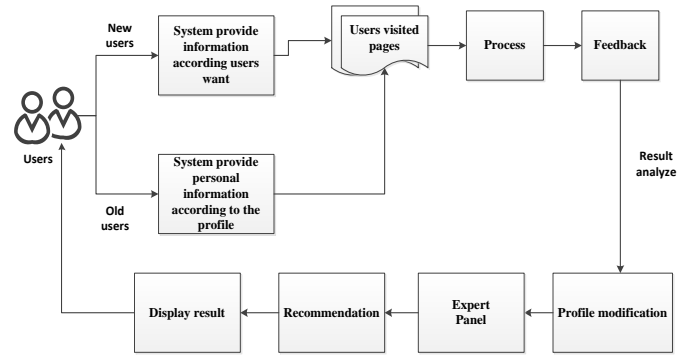 New
users
System provide
information
according users
want
Users visited
pages
Process
Feedback
Users
System provide
personal
information
according to the
profile
Old
users
Result
analyze
Display result
Recommendation
Expert
Panel
Profile modification